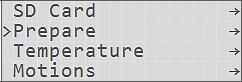 SD Card →
>Prepare →
Temperature →
Motions →